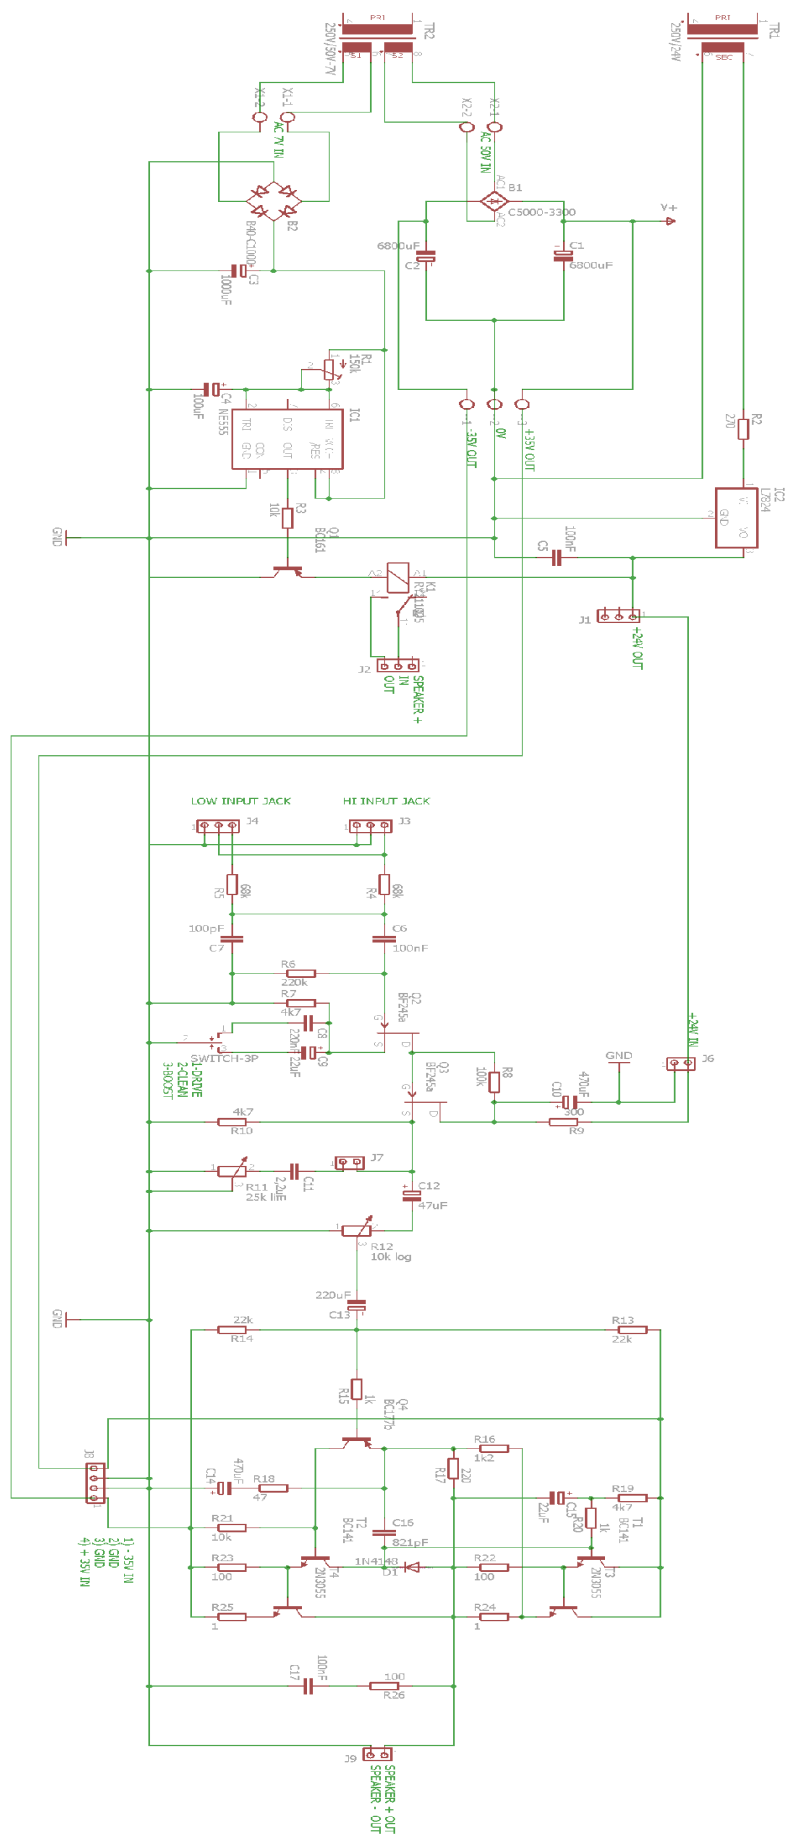 PRI
TR2
250V/50V-7V
S1
S2
PRI
TR1
250V/24V
SEC
X1-2
X1-1
AC 7V IN
X2-2
X2-1
AC 50V IN
AC1
AC2
B1
C5000-3300
V+
B2
B40-C1000
6800uF
C2
C1
6800uF
C3
1000uF
R1
150k
C4
100uF
NE555
IC1
TRI
DIS
GND
OUT
R3
10k
Q1
BC161
-35V OUT
0V
+35V OUT
R2
270
IC2
L7824
VI
GND
VO
C5
100nF
GND
K1
J1
+24V OUT
J2
OUT
IN
SPEAKER +
LOW INPUT JACK
HI INPUT JACK
J4
J3
R5
68k
R4
68k
100pF
C7
C6
100nF
R6
220k
R7
4k7
C8
220nF
C9
22uF
Q2
BF245a
G
S
D
SWITCH-3P
1-DRIVE
2-CLEAN
3-BOOST
Q3
BF245a
G
S
D
R8
100k
C10
470uF
GND
+24V IN
J6
300
R9
4k7
R10
R11
25k lin
2,2uF
C11
J7
C12
47uF
R12
10k log
220uF
C13
GND
22k
R14
R13
22k
R15
1k
Q4
BC177b
R16
1k2
R17
220
J8
C14
470uF
R18
47
T2
BC141
C16
821pF
22uF
C15
R20
1k
R19
4k7
T1
BC141
R21
10k
R23
100
T4
2N3055
1N4148
D1
R22
100
T3
2N3055
R25
1
R24
1
1) - 35V IN
2) GND
3) GND
4) + 35V IN
C17
100nF
100
R26
J9
SPEAKER + OUT
SPEAKER - OUT